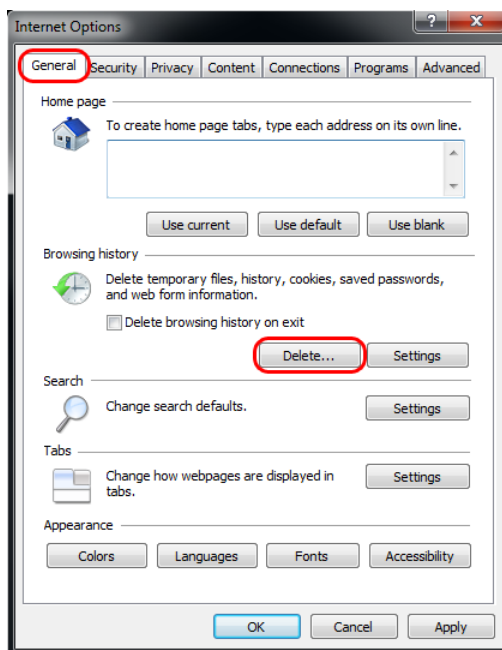 Internet Options
?
X
General Security Privacy Content Connections Programs Advanced
Home page
To create home page tabs, type each address on its own line.
Use current Use default Use blank
Browsing history
Delete temporary files, history, cookies, saved passwords,
and web form information.
Delete browsing history on exit
Delete... Settings
Search
Change search defaults.
Settings
Tabs
Change how webpages are displayed in
tabs.
Settings
Appearance
Colors Languages Fonts Accessibility
OK Cancel Apply